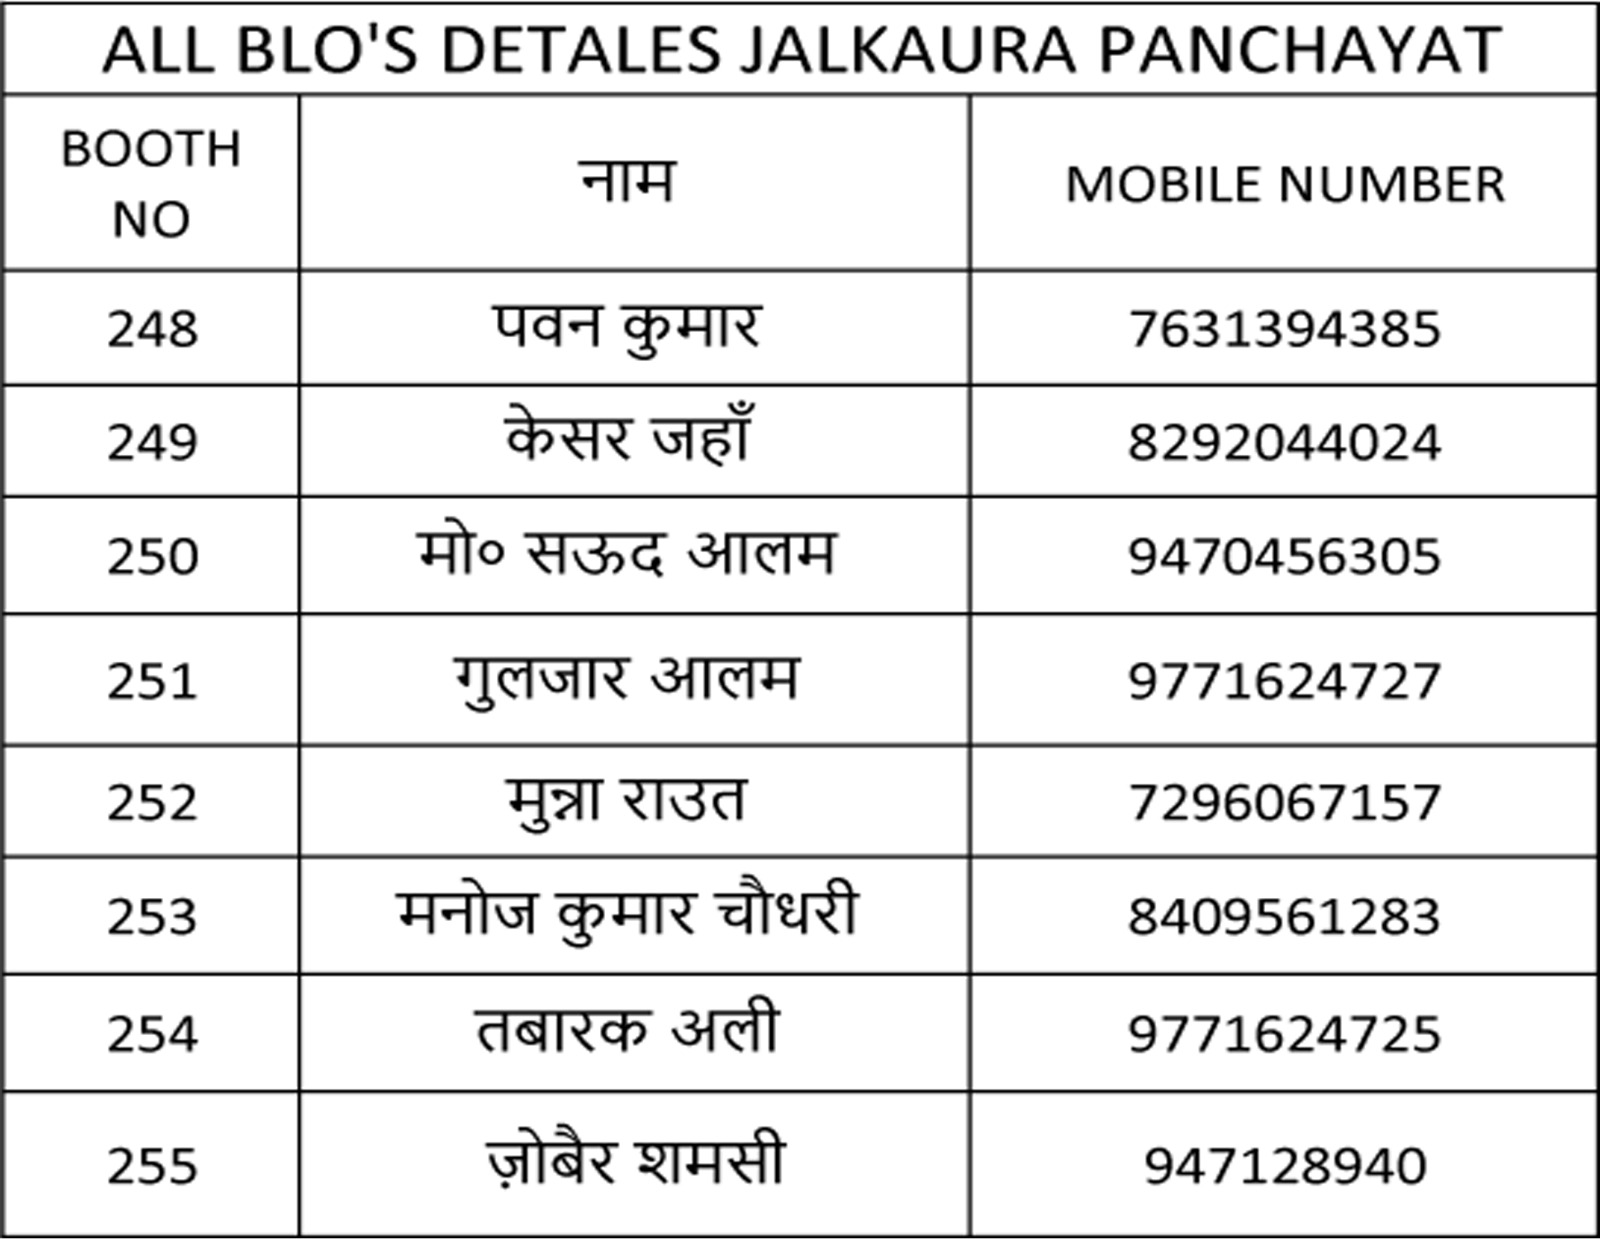 ALL BLO'S DETALES JALKAURA PANCHAYAT
BOOTH NO नाम MOBILE NUMBER
248 पवन कुमार 7631394385
249 केसर जहाँ 8292044024
250 मो० सऊद आलम 9470456305
251 गुलजार आलम 9771624727
252 मुन्ना राउत 7296067157
253 मनोज कुमार चौधरी 8409561283
254 तबारक अली 9771624725
255 ज़ोबैर शमसी 947128940